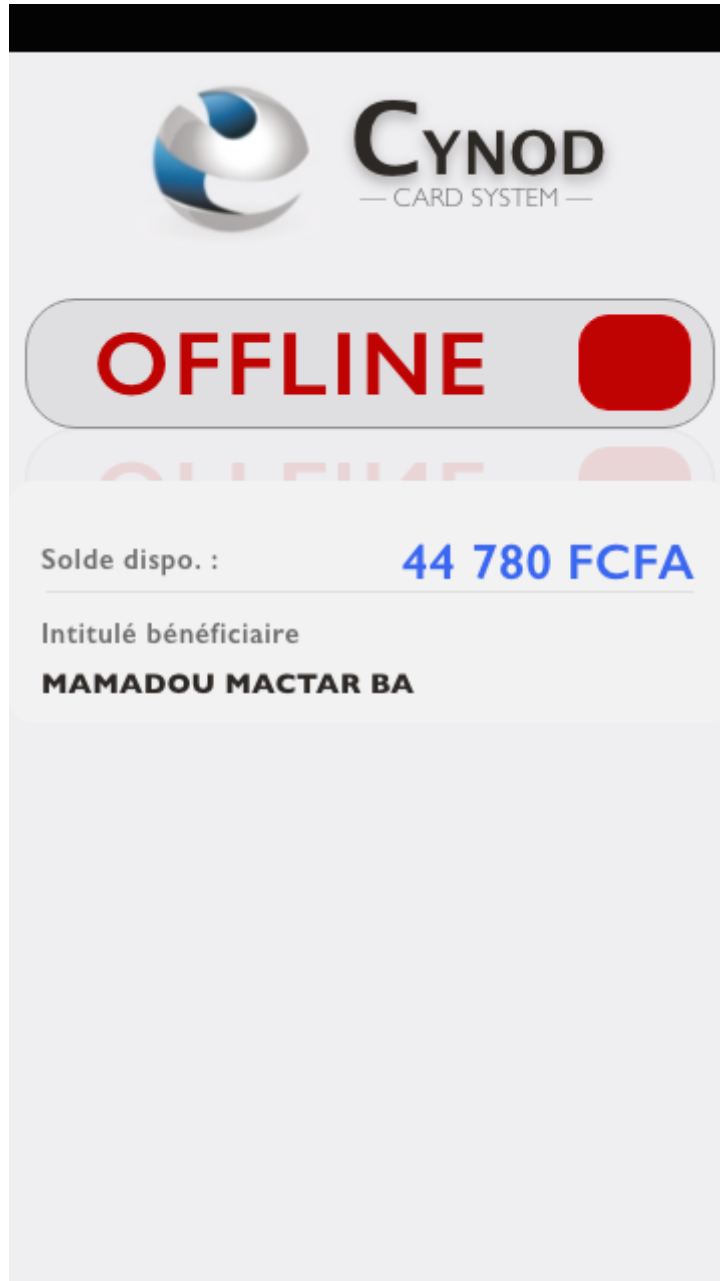 CYNOD
— CARD SYSTEM —
OFFLINE
Solde dispo. : 44 780 FCFA
Intitulé bénéficiaire
MAMADOU MACTAR BA